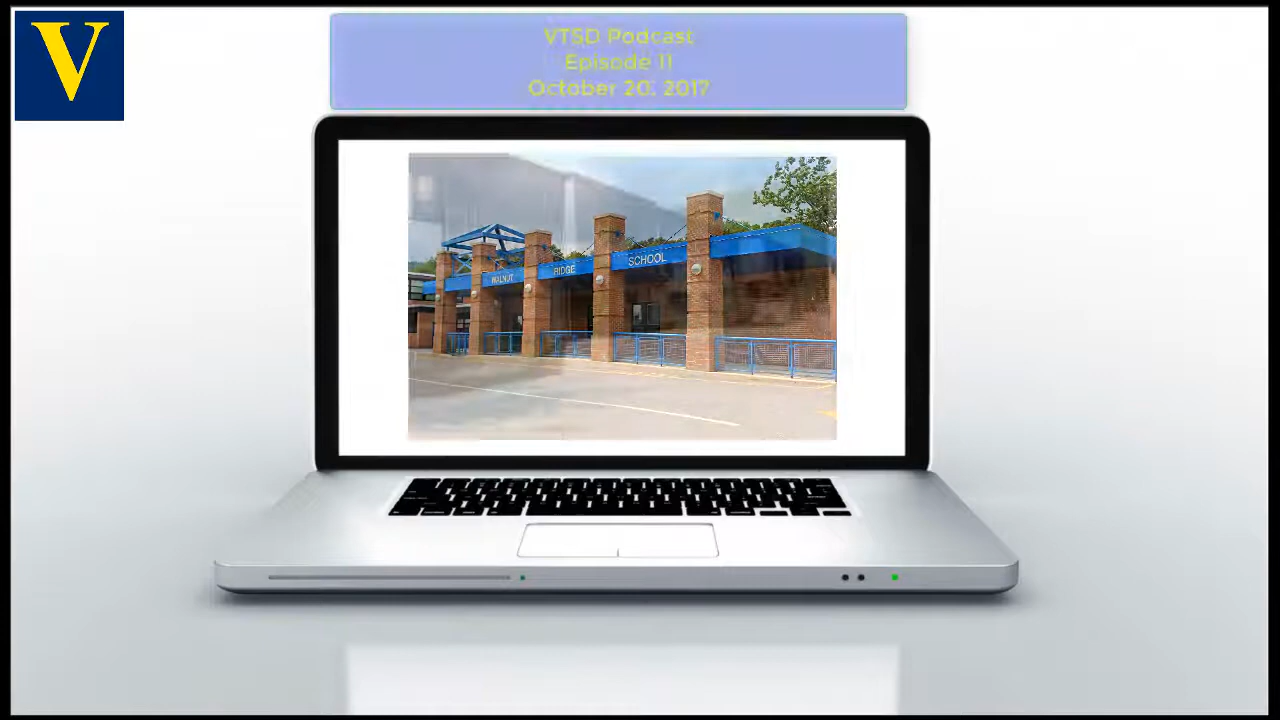 V
VTSD Podcast
Episode 11
October 20, 2017
WALNUT RIDGE SCHOOL